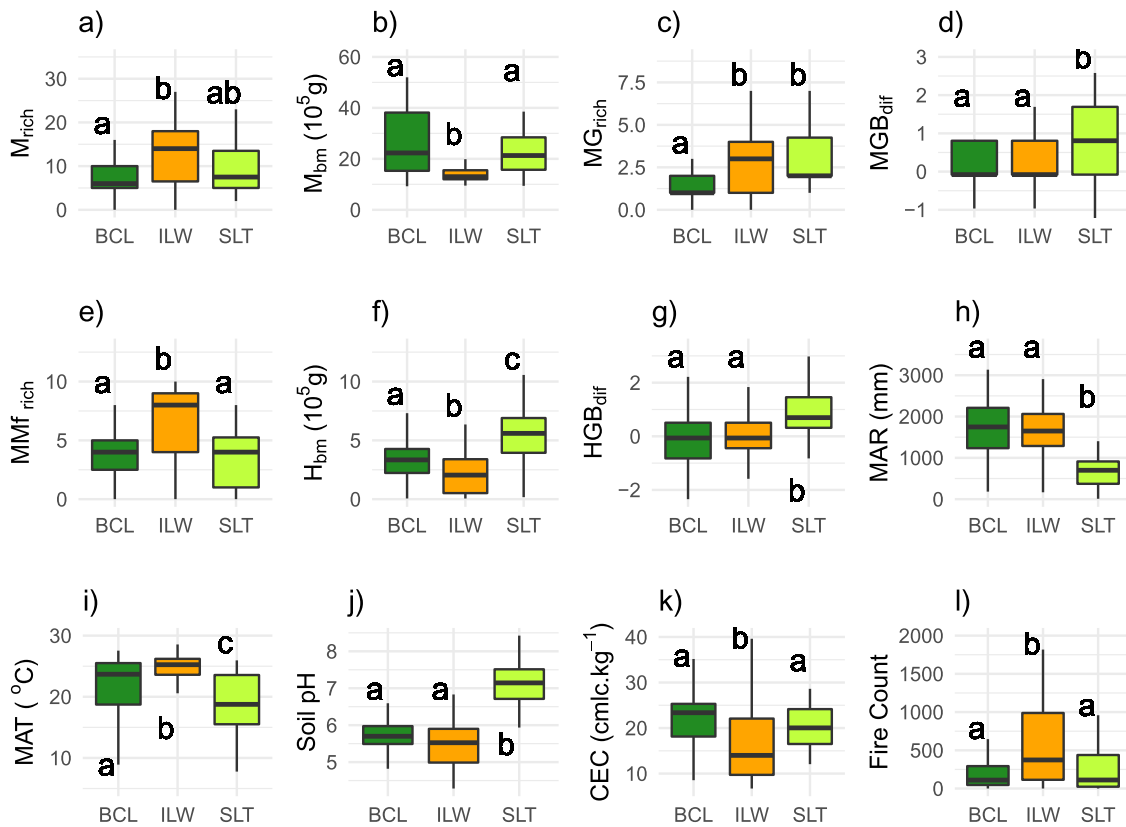 a) b) c) d)
M_rich 0 10 20 30 a b ab BCL ILW SLT
M_bm (10^5g) 0 20 40 60 a b a BCL ILW SLT
MG_rich 0.0 2.5 5.0 7.5 a b b BCL ILW SLT
MGB_dif −1 0 1 2 3 a a b BCL ILW SLT
e) f) g) h)
MMf _rich 0 5 10 a b a BCL ILW SLT
H_bm (10^5g) 0 5 10 a b c BCL ILW SLT
HGB_dif −2 0 2 a a b BCL ILW SLT
MAR (mm) 0 1000 2000 3000 a a b BCL ILW SLT
i) j) k) l)
MAT (°C) 10 20 30 a b c BCL ILW SLT
Soil pH 5 6 7 8 a a b BCL ILW SLT
CEC (cmlc.kg^−1) 10 20 30 40 a b a BCL ILW SLT
Fire Count 0 500 1000 1500 2000 a b a BCL ILW SLT